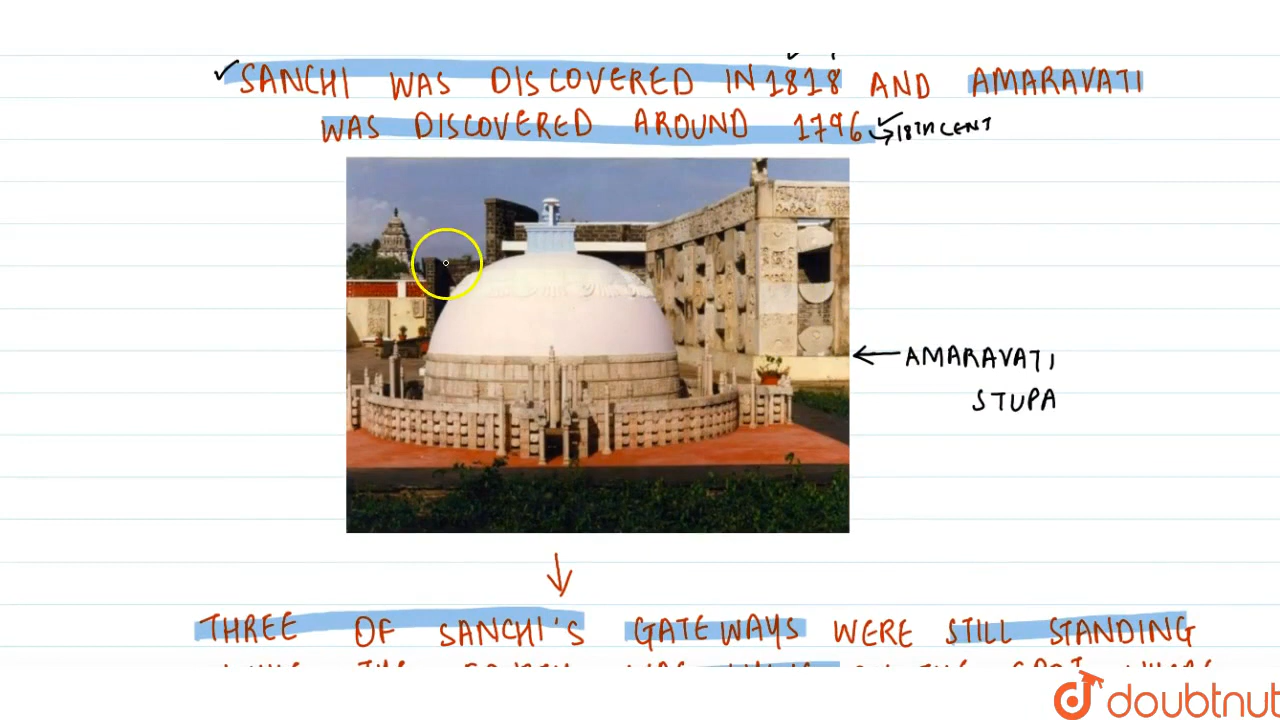 SANCHI WAS DISCOVERED IN 1818 AND AMARAVATI
WAS DISCOVERED AROUND 1796 18TH CENT
AMARAVATI
STUPA
THREE OF SANCHI'S GATEWAYS WERE STILL STANDING
doubtnut